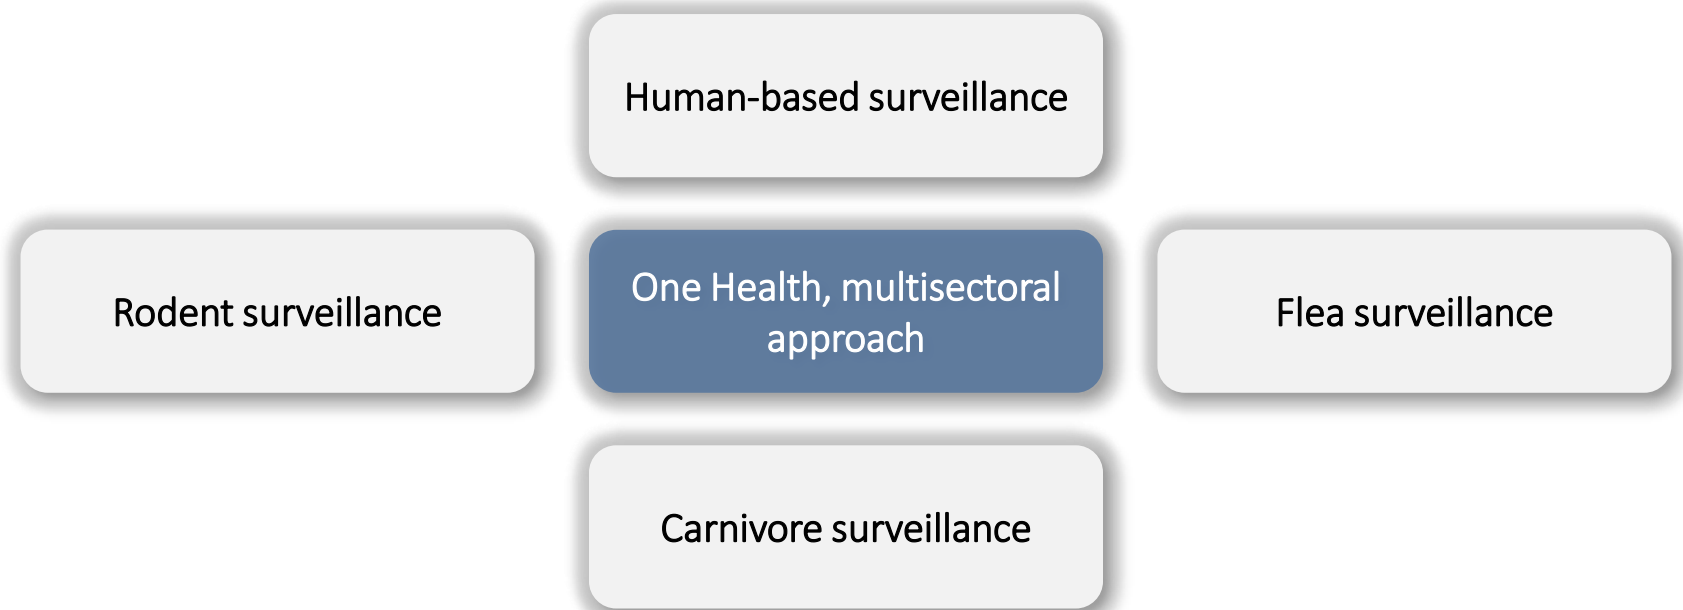 Human-based surveillance
Rodent surveillance
One Health, multisectoral
approach
Flea surveillance
Carnivore surveillance